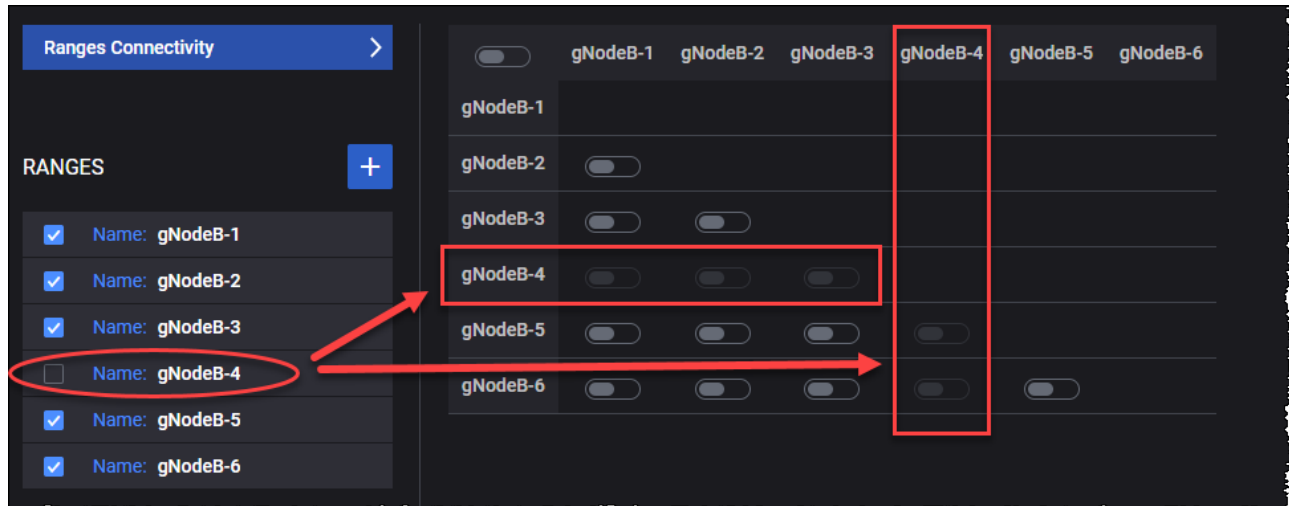 Ranges Connectivity
RANGES
+
Name: gNodeB-1
Name: gNodeB-2
Name: gNodeB-3
Name: gNodeB-4
Name: gNodeB-5
Name: gNodeB-6
gNodeB-1 gNodeB-2 gNodeB-3 gNodeB-4 gNodeB-5 gNodeB-6
gNodeB-1
gNodeB-2
gNodeB-3
gNodeB-4
gNodeB-5
gNodeB-6